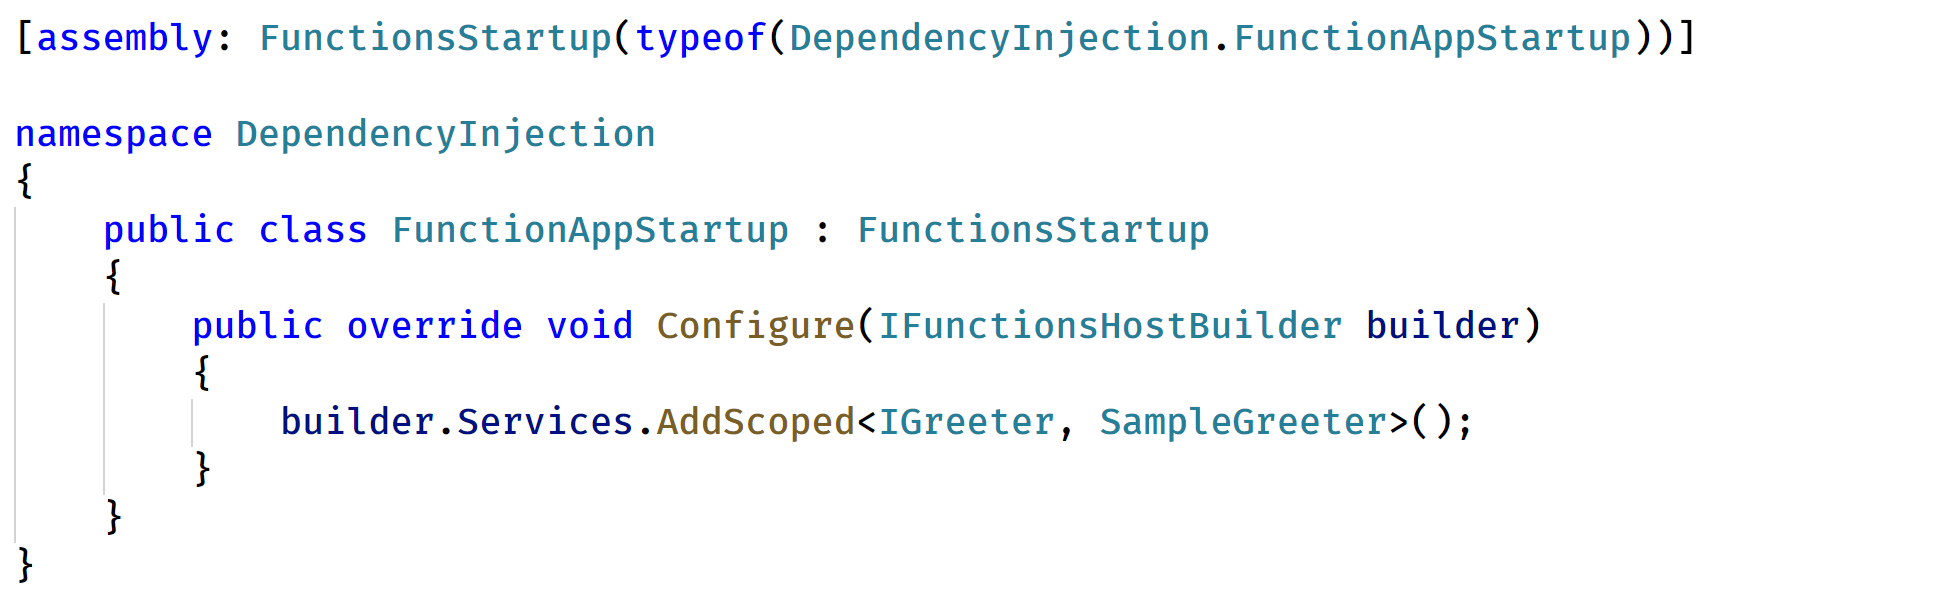 [assembly: FunctionsStartup(typeof(DependencyInjection.FunctionAppStartup))]

namespace DependencyInjection
{
    public class FunctionAppStartup : FunctionsStartup
    {
        public override void Configure(IFunctionsHostBuilder builder)
        {
            builder.Services.AddScoped<IGreeter, SampleGreeter>();
        }
    }
}